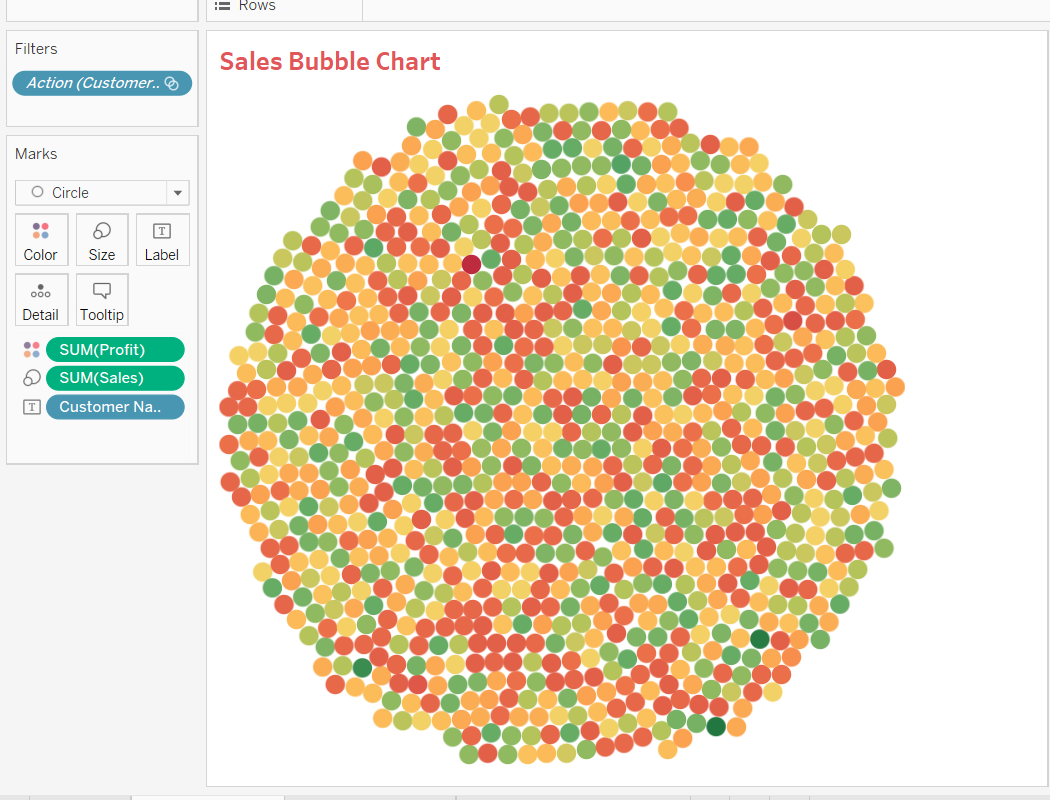 Rows
Filters
Action (Customer..
Sales Bubble Chart
Marks
Circle
Color
Size
T
Label
Detail
Tooltip
SUM(Profit)
SUM(Sales)
T
Customer Na..